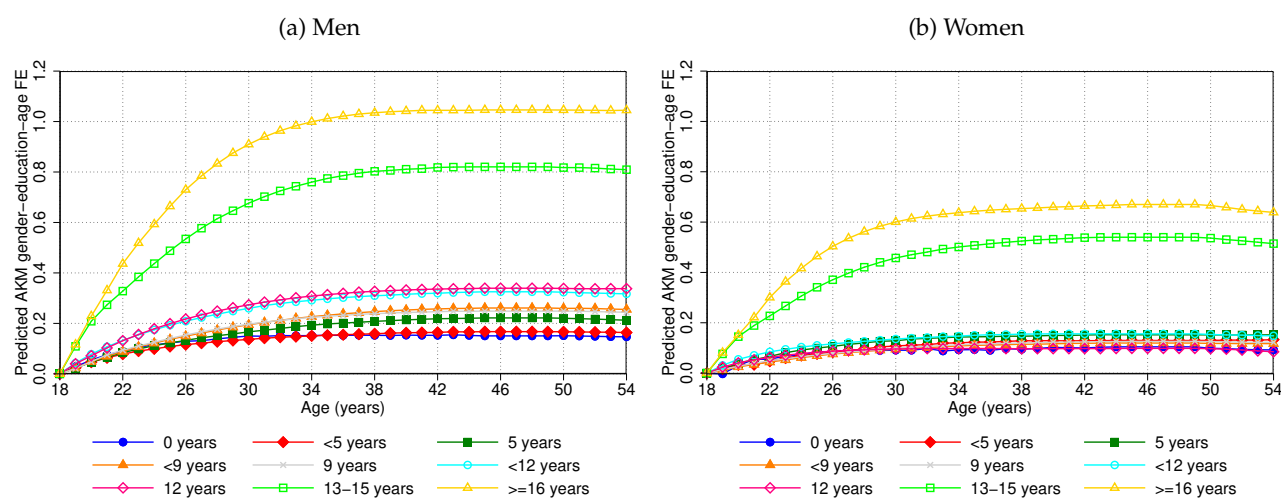 (a) Men
Predicted AKM gender-education-age FE
1.2
1.0
0.8
0.6
0.4
0.2
0.0
18 22 26 30 34 38 42 46 50 54
Age (years)
0 years <5 years 5 years
<9 years 9 years <12 years
12 years 13-15 years >=16 years
(b) Women
Predicted AKM gender-education-age FE
1.2
1.0
0.8
0.6
0.4
0.2
0.0
18 22 26 30 34 38 42 46 50 54
Age (years)
0 years <5 years 5 years
<9 years 9 years <12 years
12 years 13-15 years >=16 years